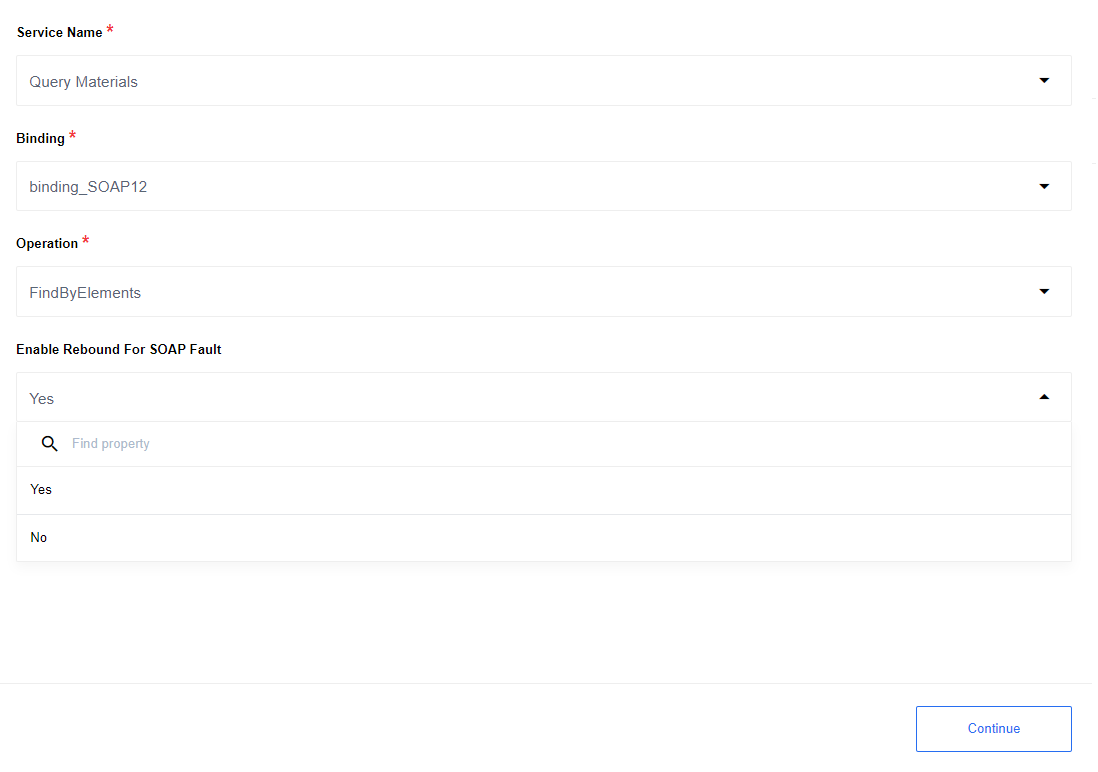 Service Name *
Query Materials
Binding *
binding_SOAP12
Operation *
FindByElements
Enable Rebound For SOAP Fault
Yes
Find property
Yes
No
Continue